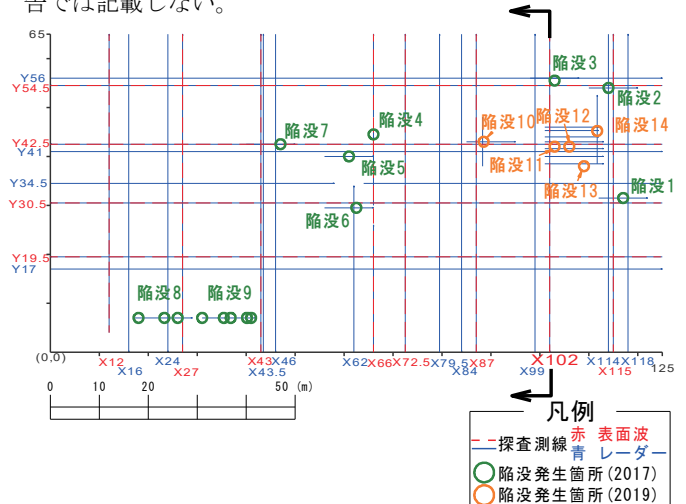 告では記載しない。
65
Y56
Y54.5
Y42.5
Y41
Y34.5
Y30.5
Y19.5
Y17
陥没3
陥没2
陥没4
陥没7
陥没10
陥没12
陥没14
陥没5
陥没11
陥没13
陥没1
陥没6
陥没8
陥没9
(0,0)
X12
X16
X24
X27
X43
X43.5
X46
X62
X66
X72.5
X79.5
X84
X87
X99
X102
X114
X115
X118
125
0 10 20 50 (m)
凡例
探査測線 赤 表面波
青 レーダー
陥没発生箇所(2017)
陥没発生箇所(2019)